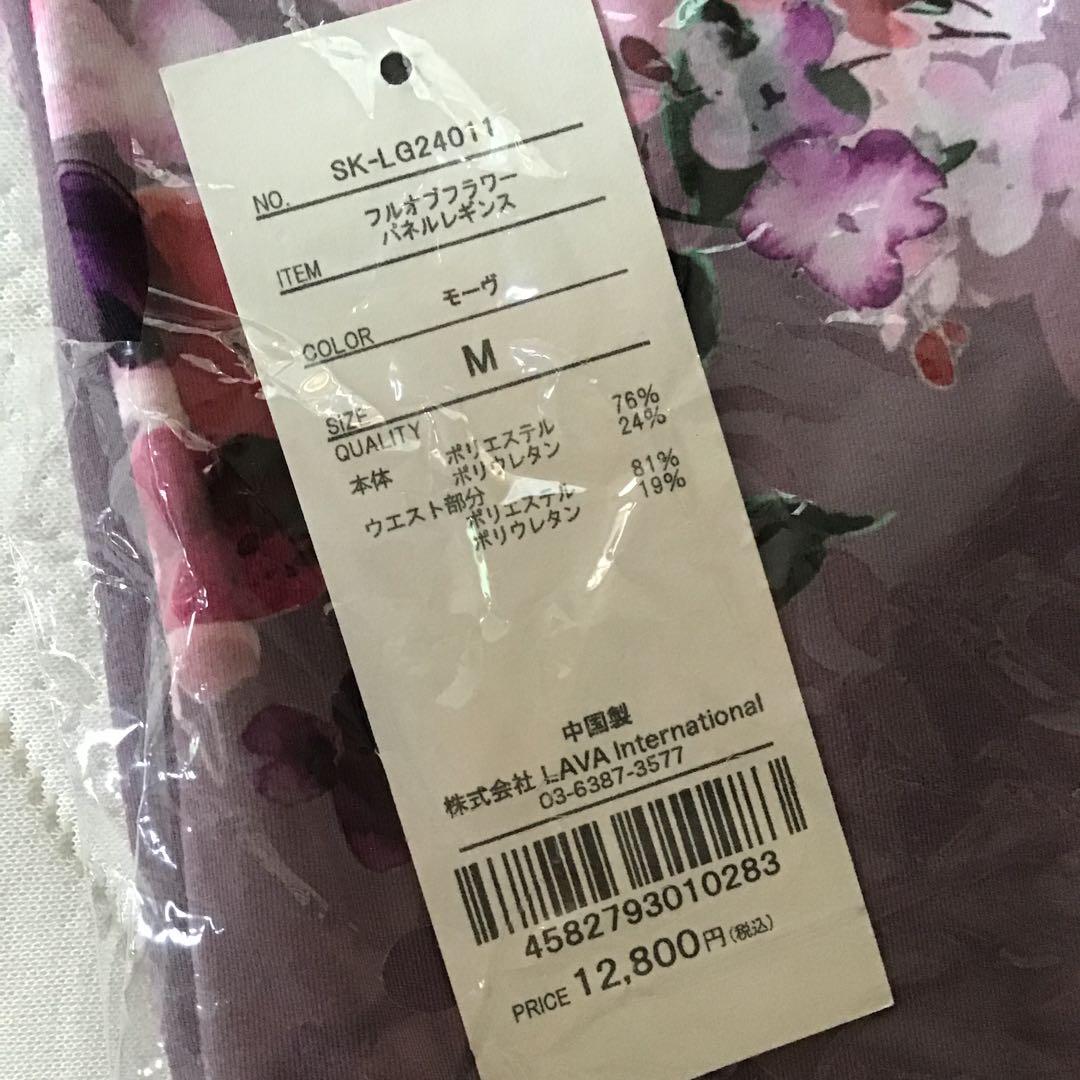 NO. SK-LG24011
フルオブフラワー
パネルレギンス
ITEM
モーヴ
COLOR
M
SiZE
QUALITY
本体 ポリエステル 76%
ポリウレタン 24%
ウエスト部分
ポリエステル 81%
ポリウレタン 19%
中国製
株式会社 LAVA International
03-6387-3577
4582793010283
PRICE 12,800円(税込)